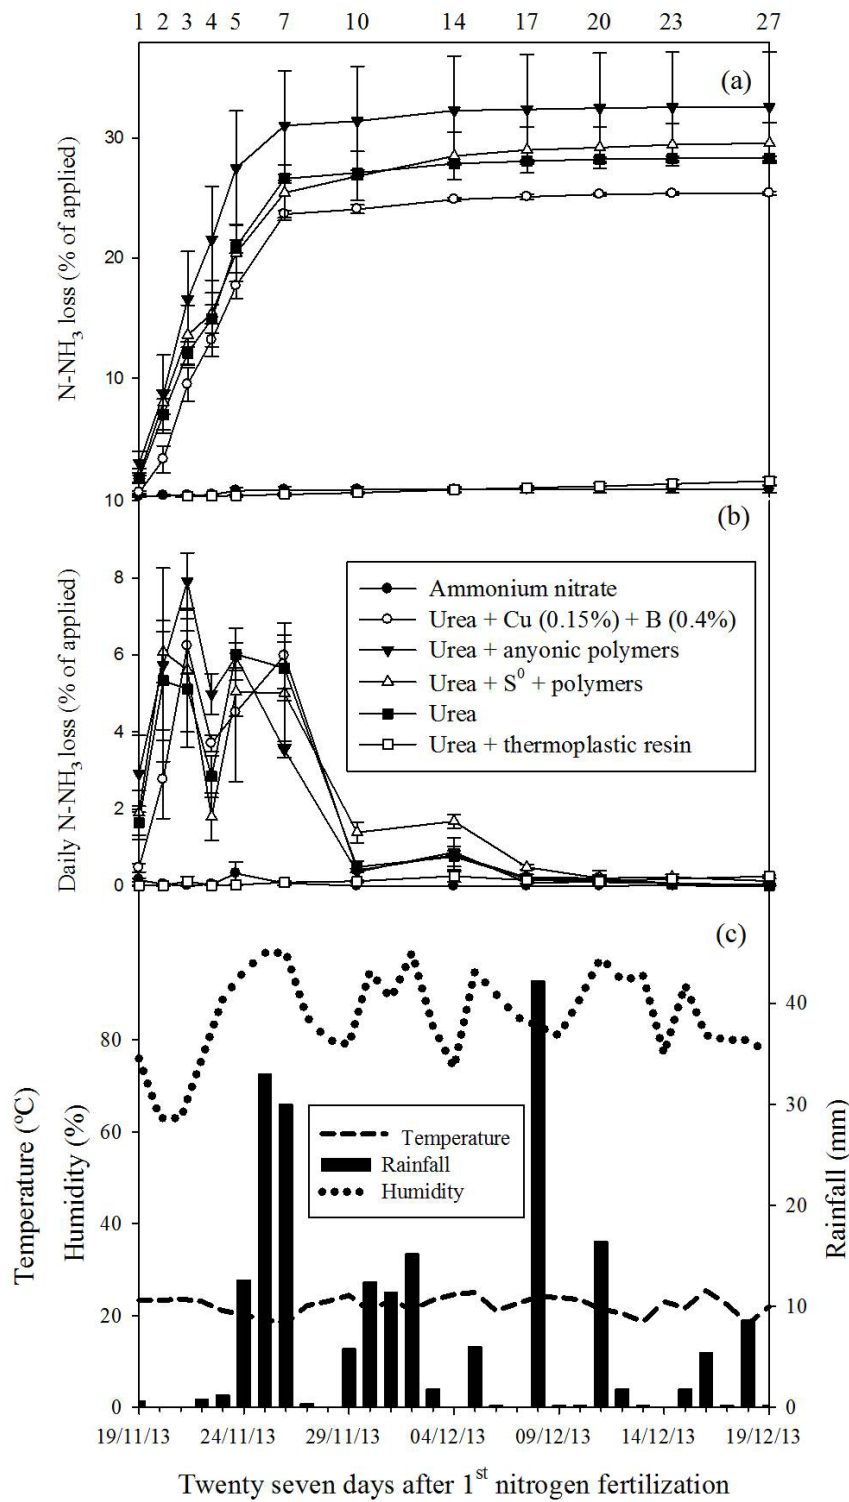 1 2 3 4 5 7 10 14 17 20 23 27
(a)
N-NH3 loss (% of applied)
30
20
10
(b)
Daily N-NH3 loss (% of applied)
10
8
6
4
2
0
Ammonium nitrate
Urea + Cu (0.15%) + B (0.4%)
Urea + anyonic polymers
Urea + S0 + polymers
Urea
Urea + thermoplastic resin
(c)
Temperature (ºC)
Humidity (%)
80
60
40
20
0
Temperature
Rainfall
Humidity
Rainfall (mm)
40
30
20
10
0
19/11/13 24/11/13 29/11/13 04/12/13 09/12/13 14/12/13 19/12/13
Twenty seven days after 1st nitrogen fertilization